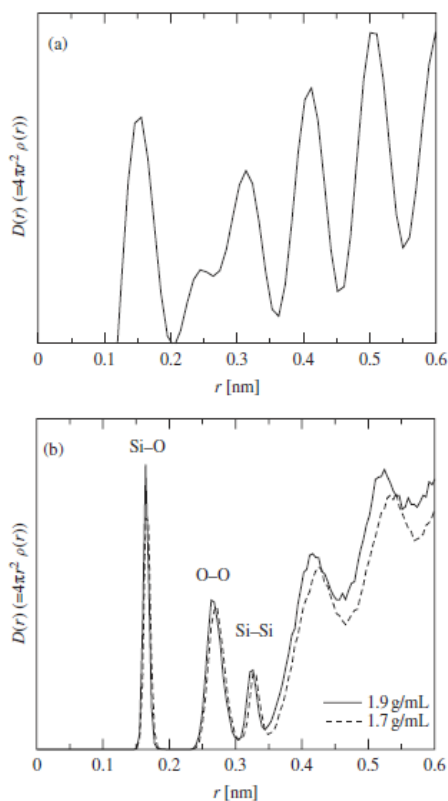 (a)
D(r) (=4πr² ρ(r))
0 0.1 0.2 0.3 0.4 0.5 0.6
r [nm]
(b)
Si–O
O–O
Si–Si
D(r) (=4πr² ρ(r))
1.9 g/mL
1.7 g/mL
0 0.1 0.2 0.3 0.4 0.5 0.6
r [nm]